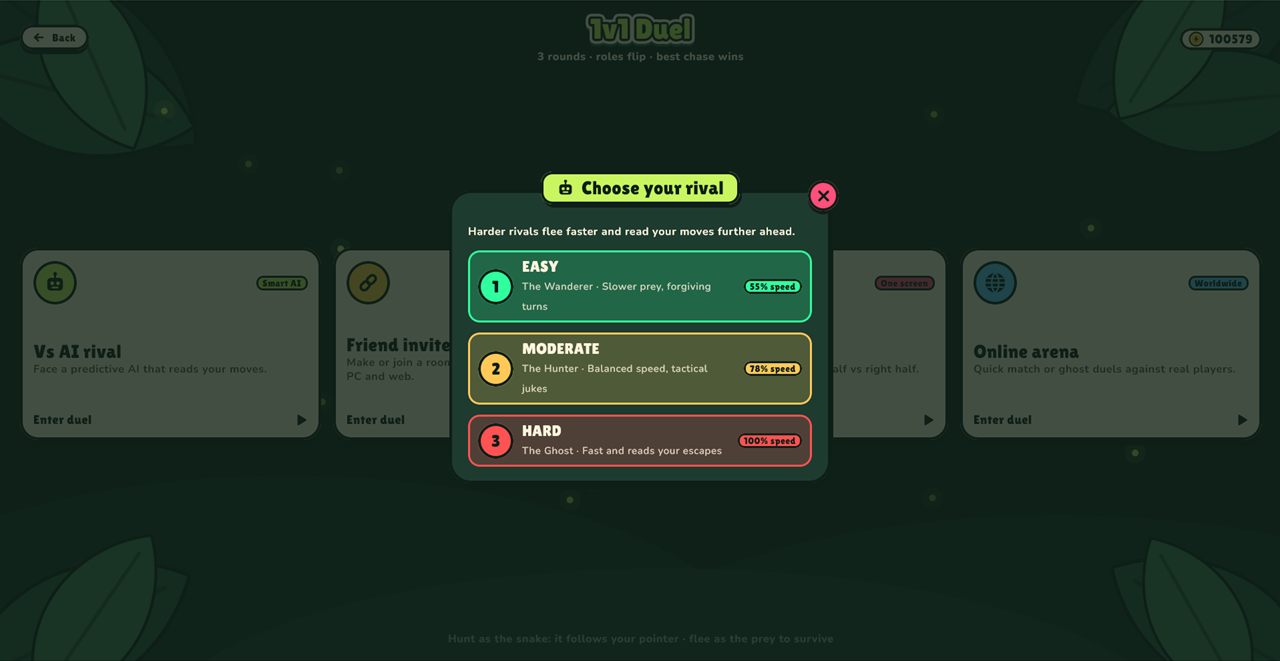 Back
1v1 Duel
100579
3 rounds · roles flip · best chase wins
Choose your rival
Harder rivals flee faster and read your moves further ahead.
1
EASY
The Wanderer · Slower prey, forgiving
turns
55% speed
2
MODERATE
The Hunter · Balanced speed, tactical
jukes
78% speed
3
HARD
The Ghost · Fast and reads your escapes
100% speed
Smart AI
Vs AI rival
Face a predictive AI that reads your moves.
Enter duel
Friend invite
Make or join a room
PC and web.
Enter duel
One screen
alf vs right half.
Worldwide
Online arena
Quick match or ghost duels against real players.
Enter duel
Hunt as the snake: it follows your pointer · flee as the prey to survive